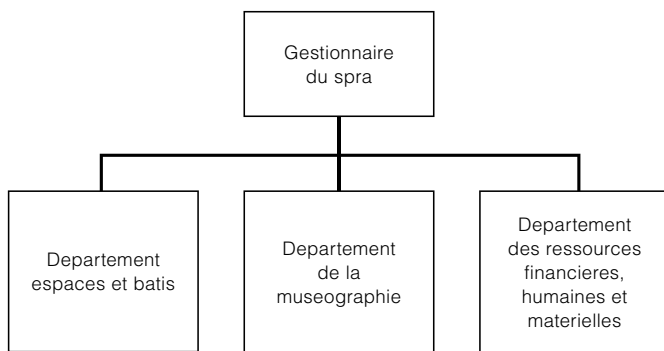 Gestionnaire
du spra
Departement
espaces et batis
Departement
de la
museographie
Departement
des ressources
financieres,
humaines et
materielles